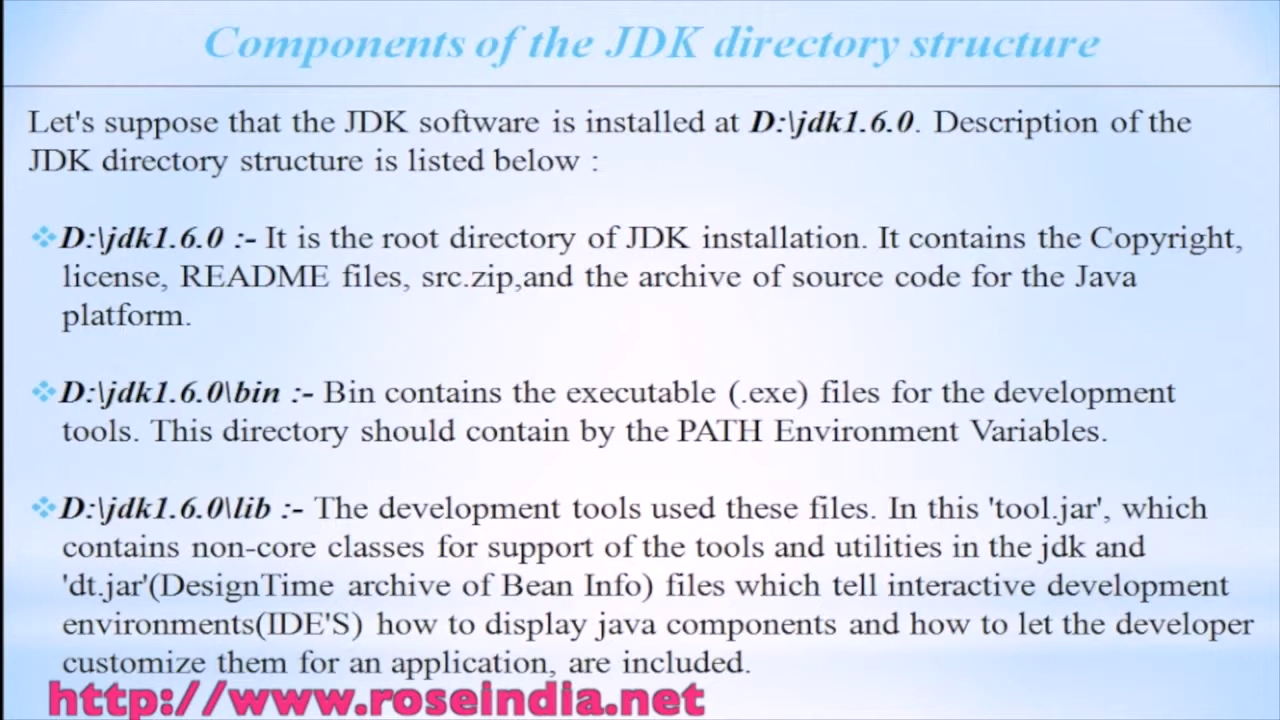 Components of the JDK directory structure
Let's suppose that the JDK software is installed at D:\jdk1.6.0. Description of the
JDK directory structure is listed below :
D:\jdk1.6.0 :- It is the root directory of JDK installation. It contains the Copyright,
license, README files, src.zip,and the archive of source code for the Java
platform.
D:\jdk1.6.0\bin :- Bin contains the executable (.exe) files for the development
tools. This directory should contain by the PATH Environment Variables.
D:\jdk1.6.0\lib :- The development tools used these files. In this 'tool.jar', which
contains non-core classes for support of the tools and utilities in the jdk and
'dt.jar'(DesignTime archive of Bean Info) files which tell interactive development
environments(IDE'S) how to display java components and how to let the developer
customize them for an application, are included.
http://www.roseindia.net